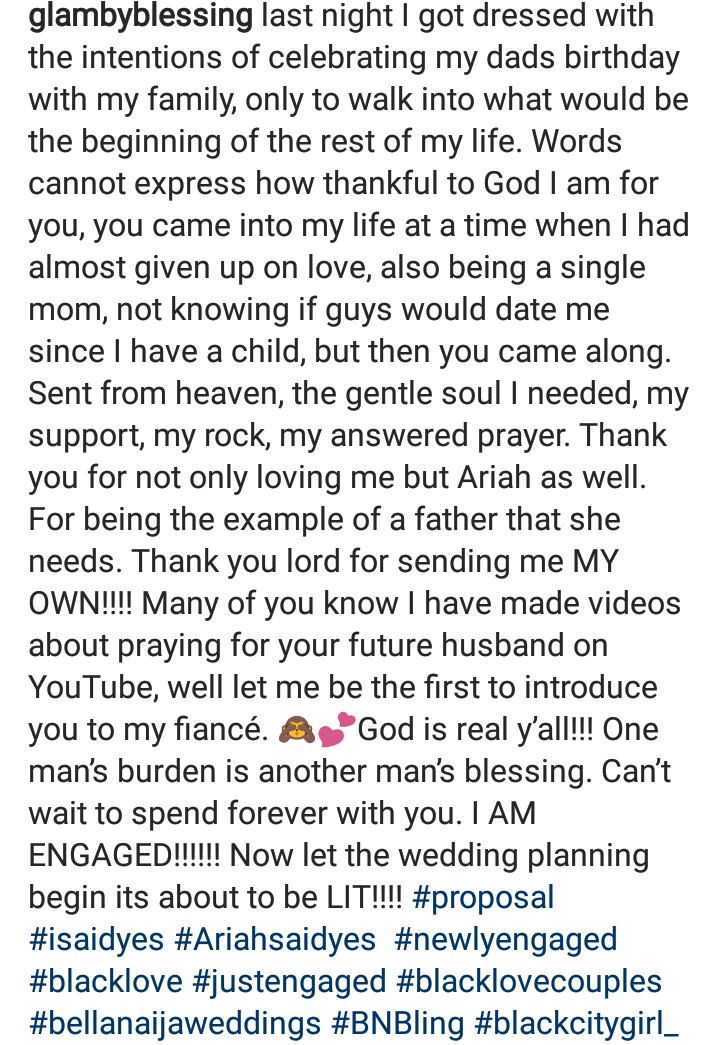 glambyblessing last night I got dressed with
the intentions of celebrating my dads birthday
with my family, only to walk into what would be
the beginning of the rest of my life. Words
cannot express how thankful to God I am for
you, you came into my life at a time when I had
almost given up on love, also being a single
mom, not knowing if guys would date me
since I have a child, but then you came along.
Sent from heaven, the gentle soul I needed, my
support, my rock, my answered prayer. Thank
you for not only loving me but Ariah as well.
For being the example of a father that she
needs. Thank you lord for sending me MY
OWN!!!! Many of you know I have made videos
about praying for your future husband on
YouTube, well let me be the first to introduce
you to my fiancé. 🙈💕God is real y’all!!! One
man’s burden is another man’s blessing. Can’t
wait to spend forever with you. I AM
ENGAGED!!!!!! Now let the wedding planning
begin its about to be LIT!!!! #proposal
#isaidyes #Ariahsaidyes #newlyengaged
#blacklove #justengaged #blacklovecouples
#bellanaijaweddings #BNBling #blackcitygirl_